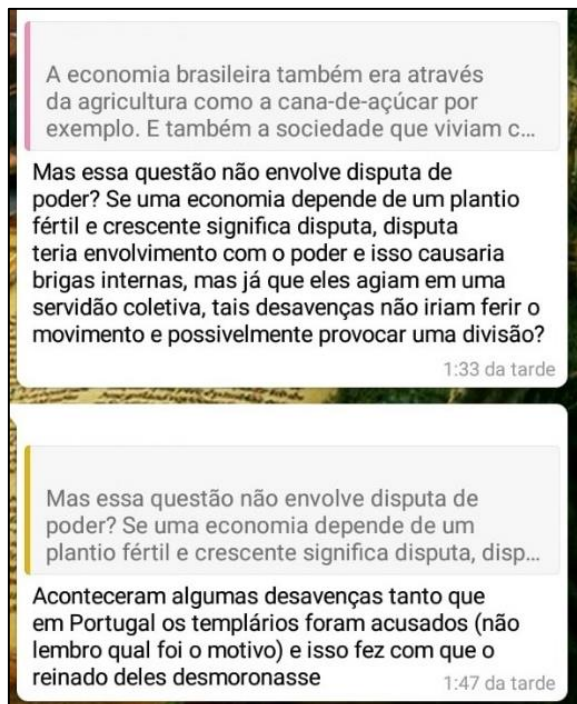 A economia brasileira também era através
da agricultura como a cana-de-açúcar por
exemplo. E também a sociedade que viviam c...
Mas essa questão não envolve disputa de
poder? Se uma economia depende de um plantio
fértil e crescente significa disputa, disputa
teria envolvimento com o poder e isso causaria
brigas internas, mas já que eles agiam em uma
servidão coletiva, tais desavenças não iriam ferir o
movimento e possivelmente provocar uma divisão?
1:33 da tarde
Mas essa questão não envolve disputa de
poder? Se uma economia depende de um
plantio fértil e crescente significa disputa, disp...
Aconteceram algumas desavenças tanto que
em Portugal os templários foram acusados (não
lembro qual foi o motivo) e isso fez com que o
reinado deles desmoronasse
1:47 da tarde